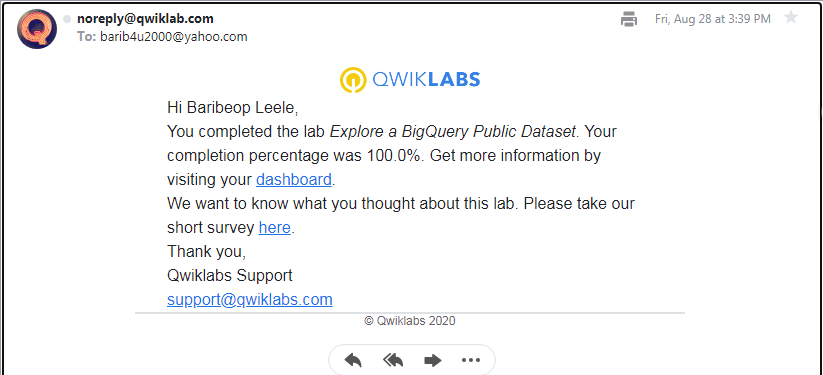 noreply@qwiklab.com
Fri, Aug 28 at 3:39 PM
To: barib4u2000@yahoo.com
QWIKLABS
Hi Baribeop Leele,
You completed the lab Explore a BigQuery Public Dataset. Your
completion percentage was 100.0%. Get more information by
visiting your dashboard.
We want to know what you thought about this lab. Please take our
short survey here.
Thank you,
Qwiklabs Support
support@qwiklabs.com
© Qwiklabs 2020